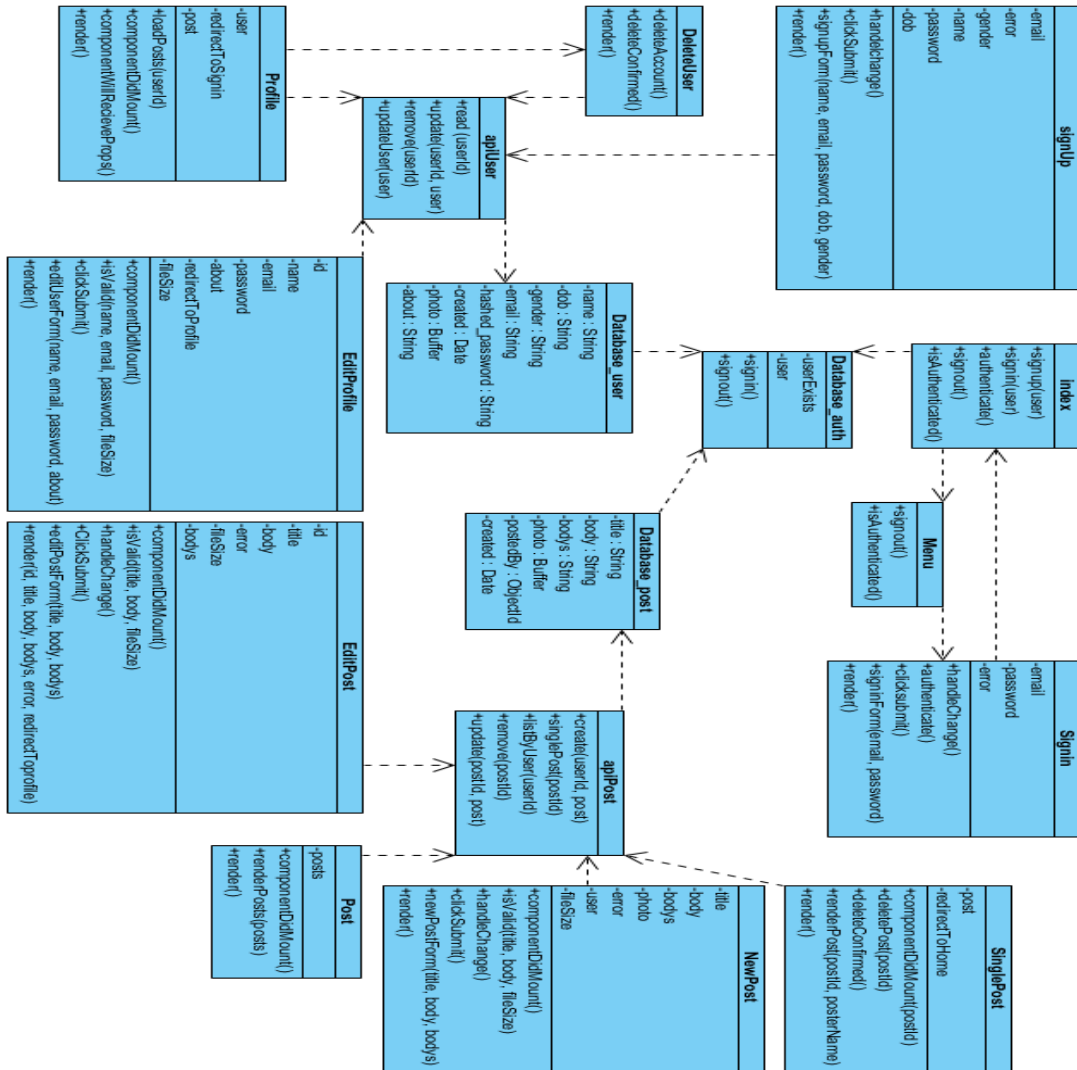 signUp
-email
-error
-gender
-name
-password
-dob
+handelchange()
+clickSubmit()
+signupForm(name, email, password, dob, gender)
+render()
index
+signup(user)
+signin(user)
+authenticate()
+signout()
+isAuthenticated()
Signin
-email
-password
-error
+handleChange()
+authenticate()
+clicksubmit()
+signinForm(email, password)
+render()
SinglePost
-post
-redirectToHome
+componentDidMount(postId)
+deletePost(postId)
+deleteConfirmed()
+renderPost(postId, posterName)
+render()
Menu
+signout()
+isAuthenticated()
Database_auth
-userExists
-user
+signin()
+signout()
NewPost
-title
-body
-bodys
-photo
-error
-user
-fileSize
+componentDidMount()
+isValid(title, body, fileSize)
+handleChange()
+clickSubmit()
+newPostForm(title, body, bodys)
+render()
DeleteUser
+deleteAccount()
+deleteConfirmed()
+render()
Database_user
-name : String
-dob : String
-gender : String
-email : String
-hashed_password : String
-created : Date
-photo : Buffer
-about : String
Database_post
-title : String
-body : String
-bodys : String
-photo : Buffer
-postedBy : ObjectId
-created : Date
apiPost
+create(userId, post)
+singlePost(postId)
+listByUser(userId)
+remove(postId)
+update(postId, post)
apiUser
+read (userId)
+update(userId, user)
+remove(userId)
+updateUser(user)
Profile
-user
-redirectToSignin
-post
+loadPosts(userId)
+componentDidMount()
+componentWillRecieveProps()
+render()
EditProfile
-id
-name
-email
-password
-about
-redirectToProfile
-fileSize
+componentDidMount()
+isValid(name, email, password, fileSize)
+clickSubmit()
+editUserForm(name, email, password, about)
+render()
EditPost
-id
-title
-body
-error
-fileSize
-bodys
+componentDidMount()
+isValid(title, body, fileSize)
+handleChange()
+ClickSubmit()
+editPostForm(title, body, bodys)
+render(id, title, body, bodys, error, redirectToprofile)
Post
-posts
+componentDidMount()
+renderPosts(posts)
+render()